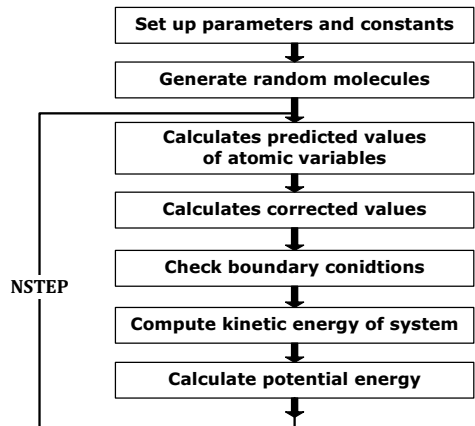 Set up parameters and constants
Generate random molecules
Calculates predicted values
of atomic variables
Calculates corrected values
Check boundary conidtions
NSTEP
Compute kinetic energy of system
Calculate potential energy